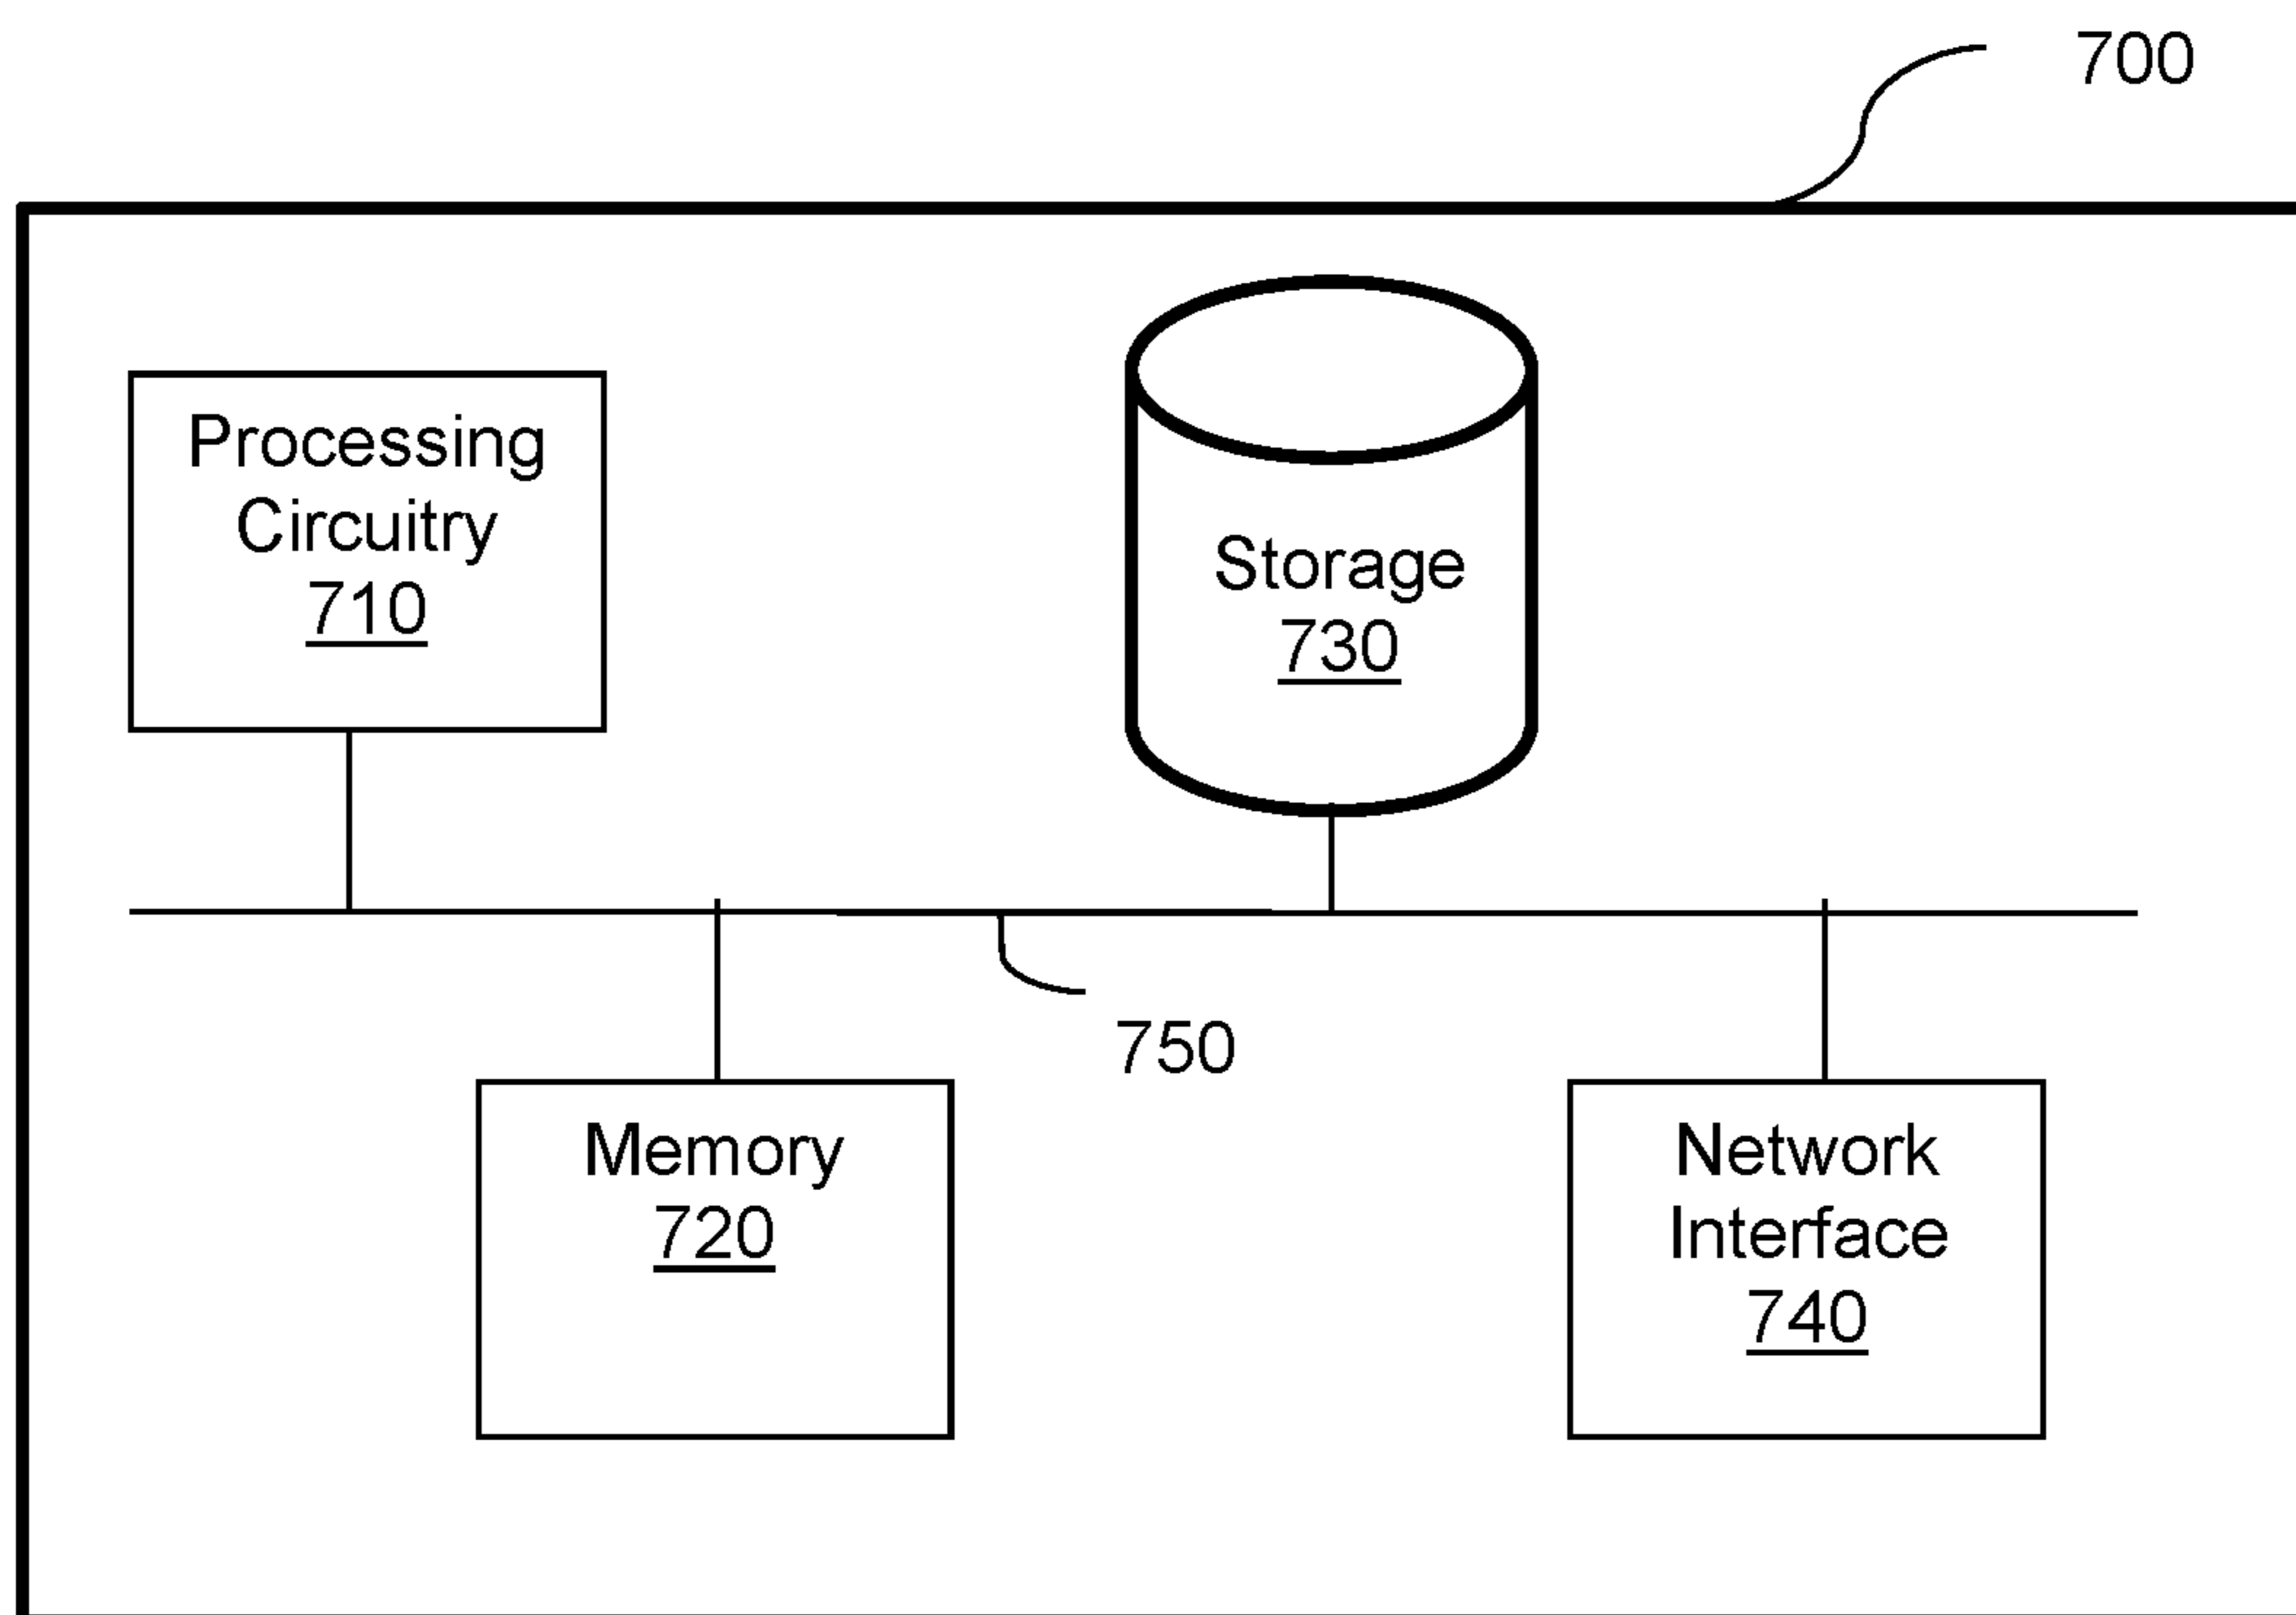 700
Processing
Circuitry
710
Storage
730
750
Memory
720
Network
Interface
740